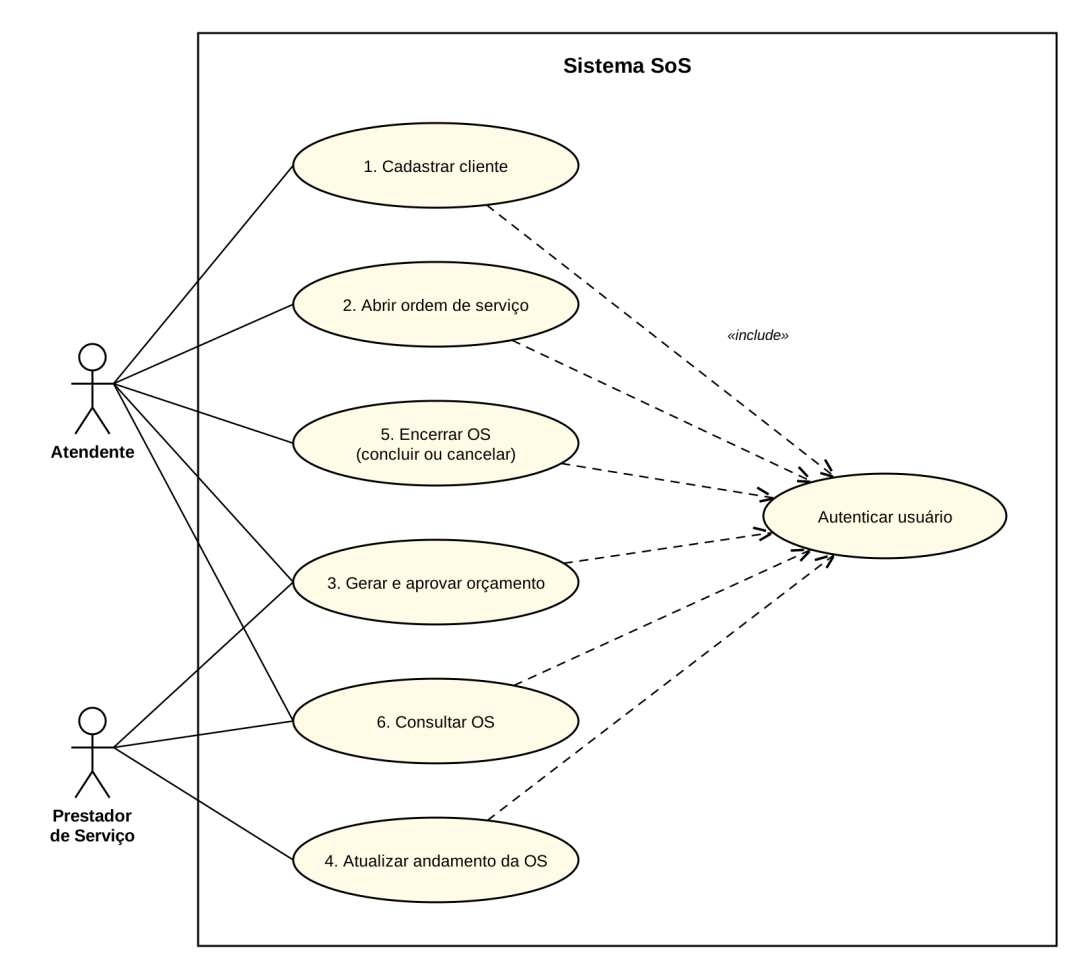 Sistema SoS
1. Cadastrar cliente
2. Abrir ordem de serviço
«include»
Atendente
5. Encerrar OS
(concluir ou cancelar)
Autenticar usuário
3. Gerar e aprovar orçamento
6. Consultar OS
Prestador
de Serviço
4. Atualizar andamento da OS